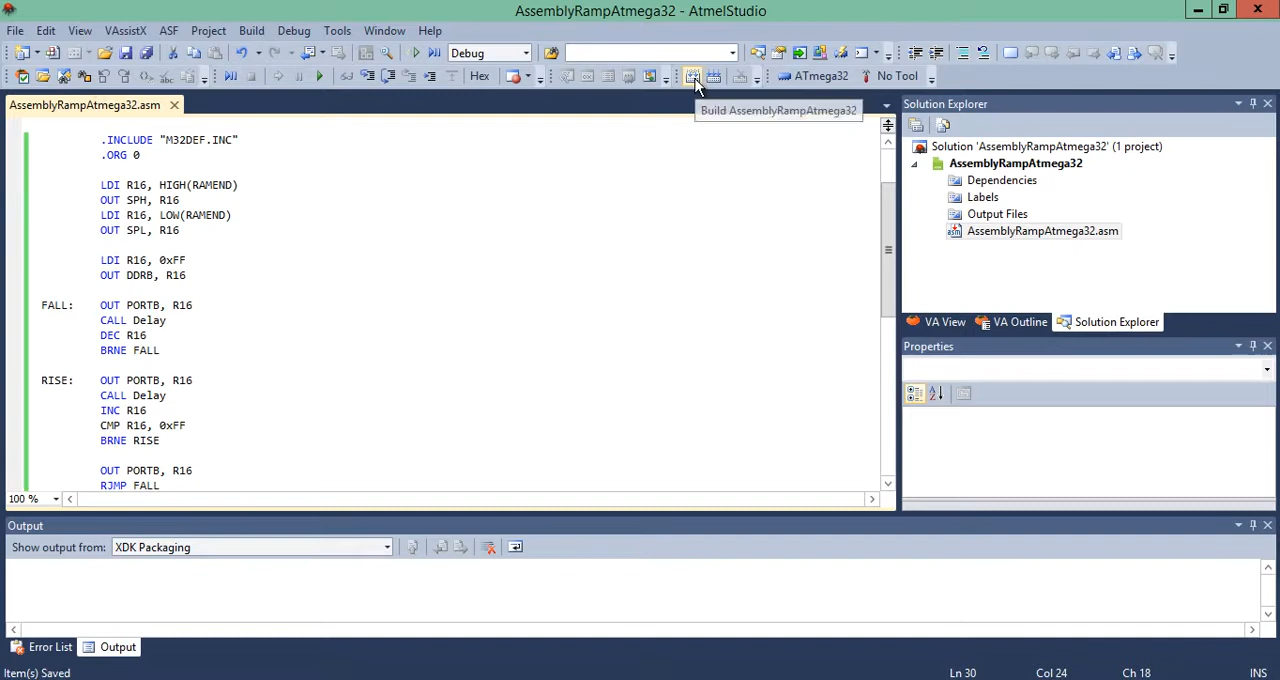 AssemblyRampAtmega32 - AtmelStudio
File Edit View VAssistX ASF Project Build Debug Tools Window Help
Debug
Hex ATmega32 No Tool
AssemblyRampAtmega32.asm
Build AssemblyRampAtmega32
.INCLUDE "M32DEF.INC"
.ORG 0
LDI R16, HIGH(RAMEND)
OUT SPH, R16
LDI R16, LOW(RAMEND)
OUT SPL, R16
LDI R16, 0xFF
OUT DDRB, R16
FALL: OUT PORTB, R16
CALL Delay
DEC R16
BRNE FALL
RISE: OUT PORTB, R16
CALL Delay
INC R16
CMP R16, 0xFF
BRNE RISE
OUT PORTB, R16
RJMP FALL
100 %
Solution Explorer
Solution 'AssemblyRampAtmega32' (1 project)
AssemblyRampAtmega32
Dependencies
Labels
Output Files
AssemblyRampAtmega32.asm
VA View VA Outline Solution Explorer
Properties
Output
Show output from: XDK Packaging
Error List Output
Item(s) Saved Ln 30 Col 24 Ch 18 INS